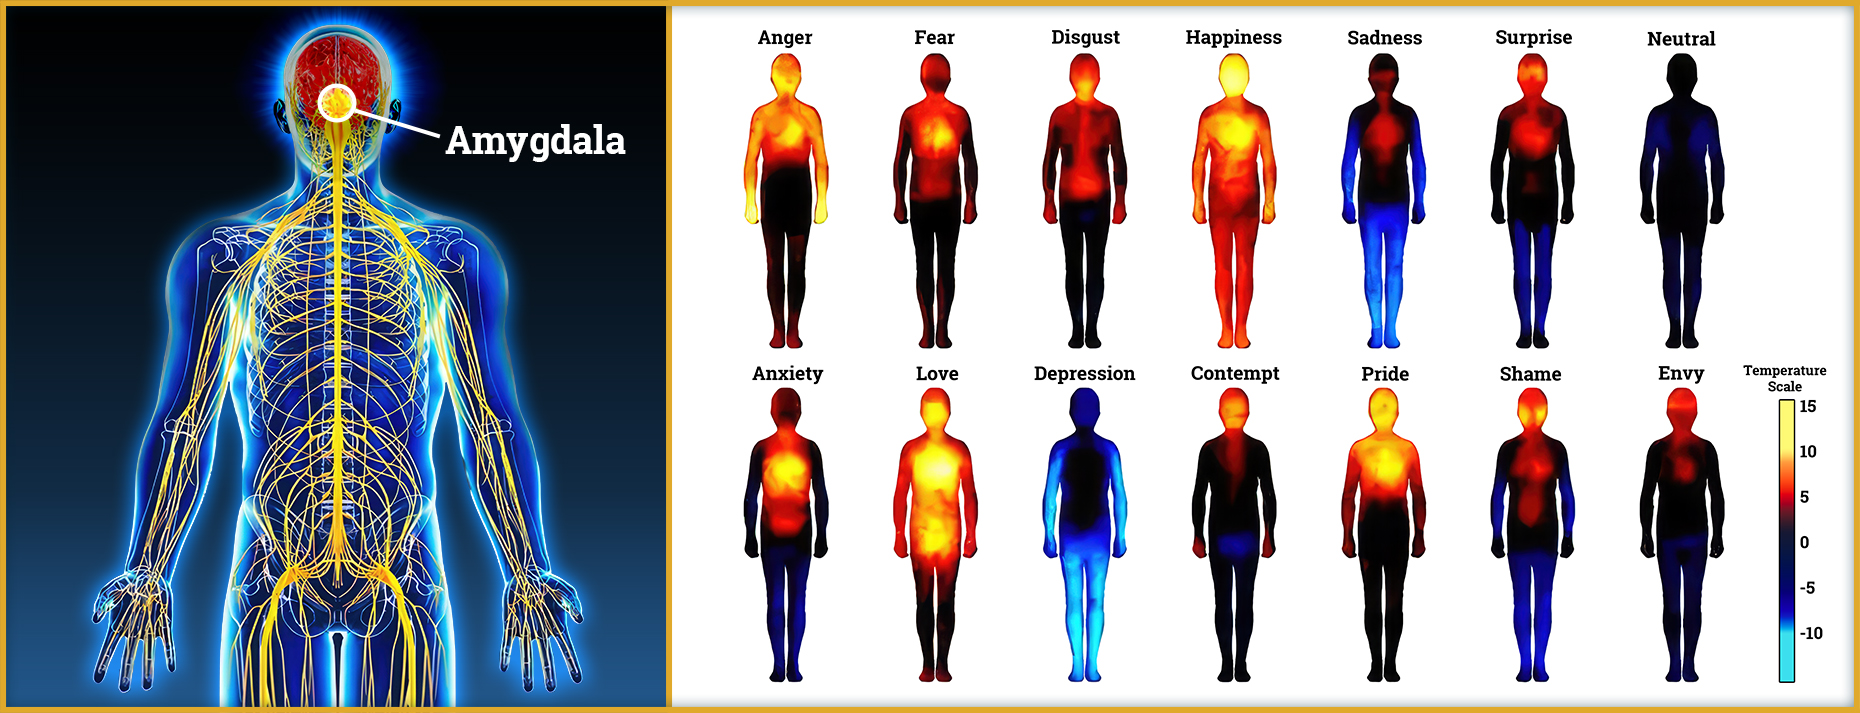 Amygdala
Anger Fear Disgust Happiness Sadness Surprise Neutral
Anxiety Love Depression Contempt Pride Shame Envy
Temperature
Scale
15
10
5
0
-5
-10